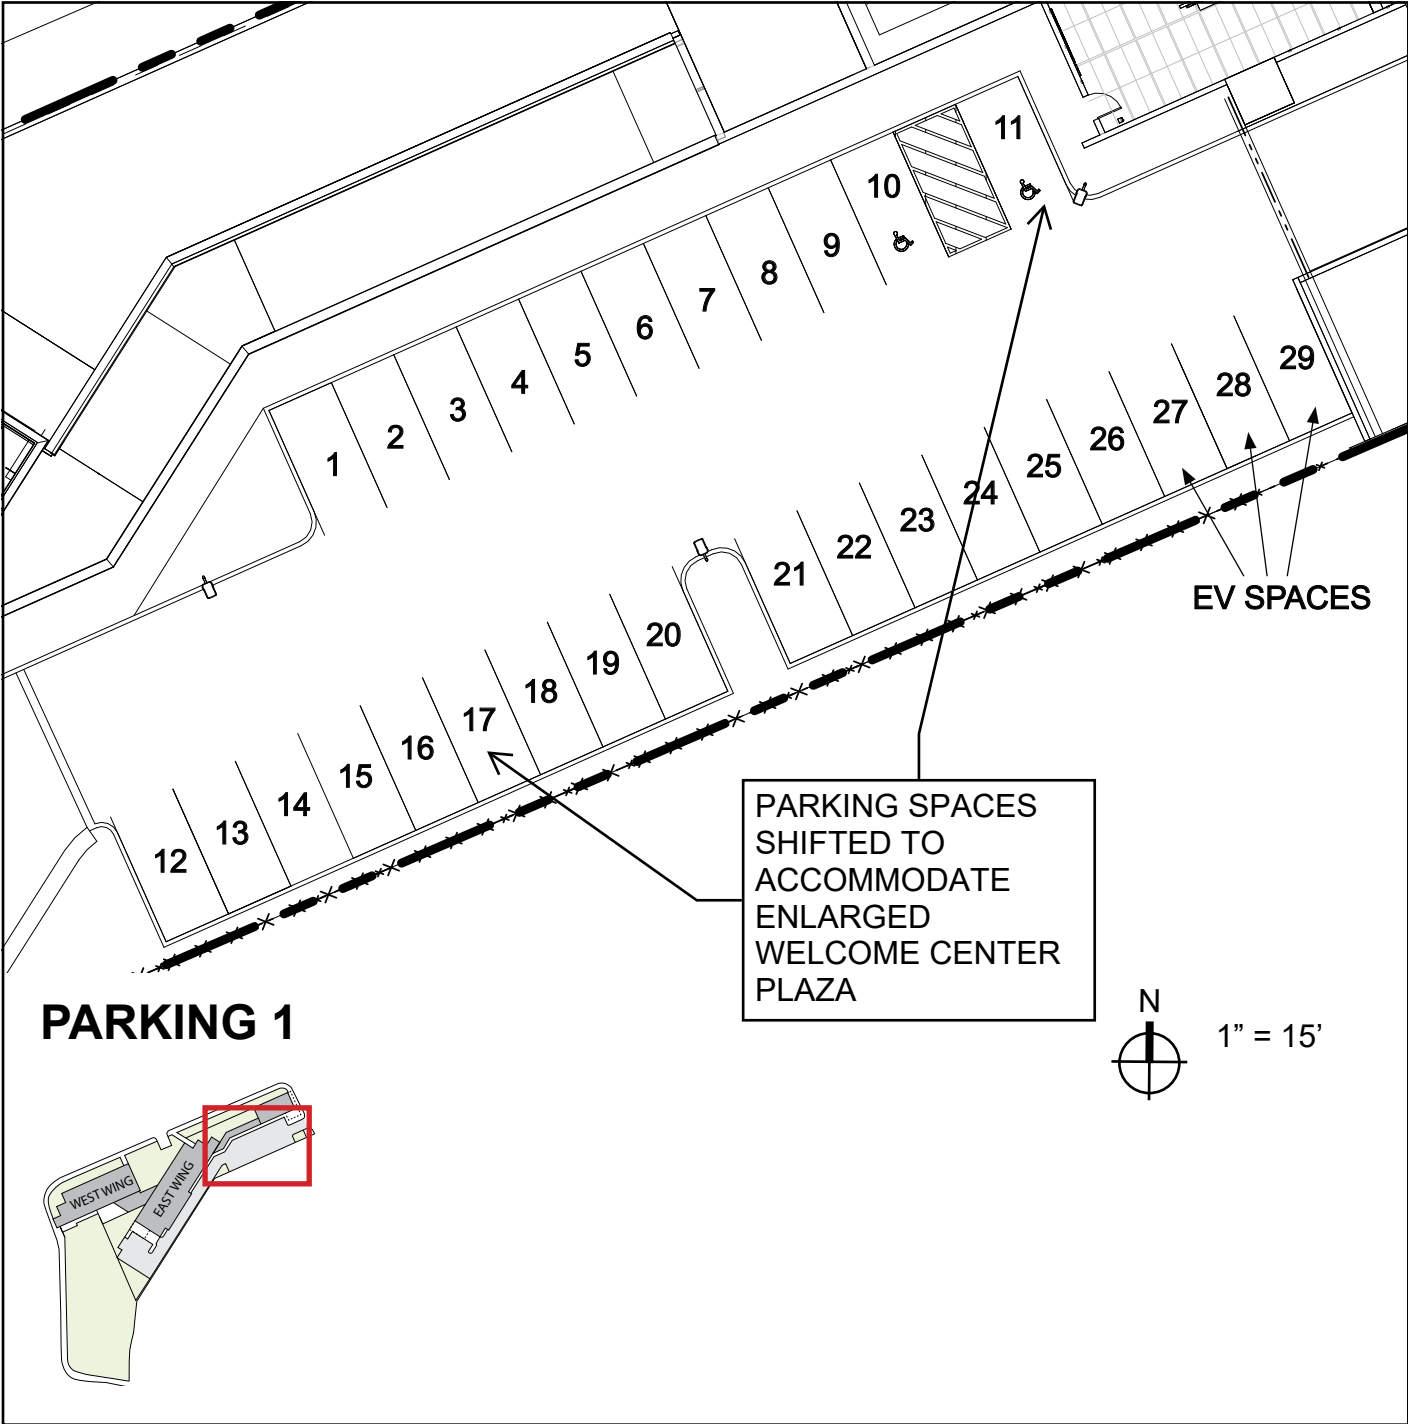 11
10
9
8
7
6
5
4
3
2
1
29
28
27
26
25
24
23
22
21
20
19
18
17
16
15
14
13
12
EV SPACES
PARKING SPACES
SHIFTED TO
ACCOMMODATE
ENLARGED
WELCOME CENTER
PLAZA
PARKING 1
N
1” = 15’
WEST WING
EAST WING